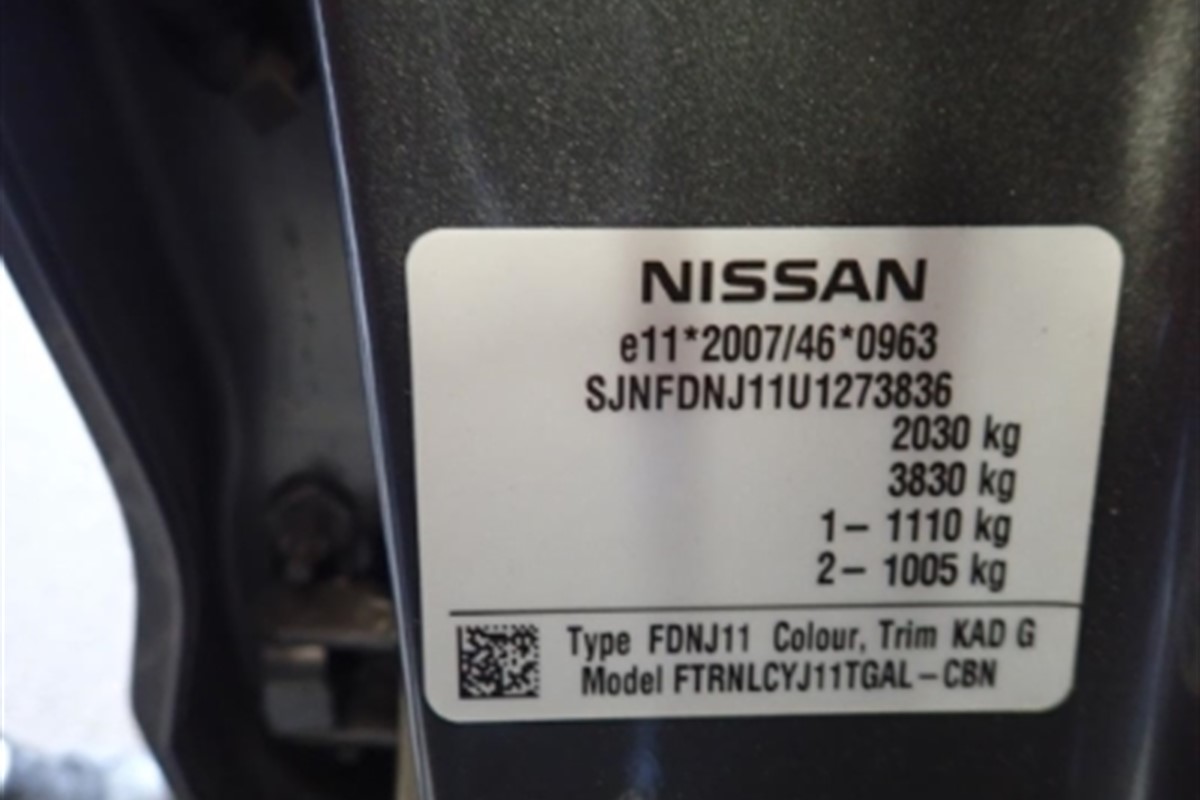 NISSAN
e11*2007/46*0963
SJNFDNJ11U1273836
2030 kg
3830 kg
1– 1110 kg
2– 1005 kg
Type FDNJ11 Colour, Trim KAD G
Model FTRNLCYJ11TGAL–CBN